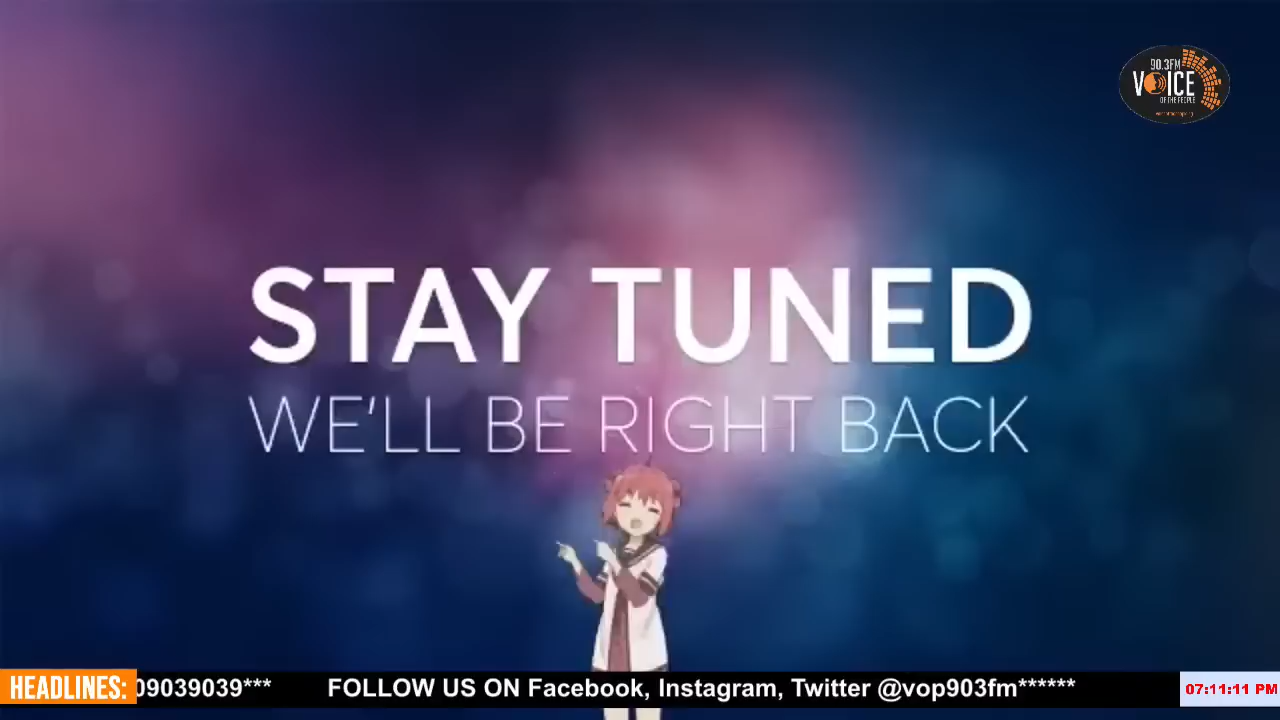 90.3FM
VOICE
OF THE PEOPLE
STAY TUNED
WE'LL BE RIGHT BACK
HEADLINES: 09039039*** FOLLOW US ON Facebook, Instagram, Twitter @vop903fm****** 07:11:11 PM